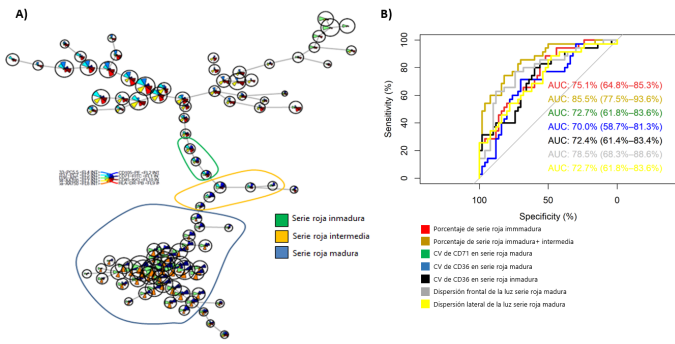 A)
Serie roja inmadura
Serie roja intermedia
Serie roja madura
B)
Sensitivity (%)
100
80
60
40
20
0
AUC: 75.1% (64.8%–85.3%)
AUC: 85.5% (77.5%–93.6%)
AUC: 72.7% (61.8%–83.6%)
AUC: 70.0% (58.7%–81.3%)
AUC: 72.4% (61.4%–83.4%)
AUC: 78.5% (68.3%–88.6%)
AUC: 72.7% (61.8%–83.6%)
100
50
0
Specificity (%)
Porcentaje de serie roja immmadura
Porcentaje de serie roja immadura+ intermedia
CV de CD71 en serie roja madura
CV de CD36 en serie roja madura
CV de CD36 en serie roja inmadura
Dispersión frontal de la luz serie roja madura
Dispersión lateral de la luz serie roja madura